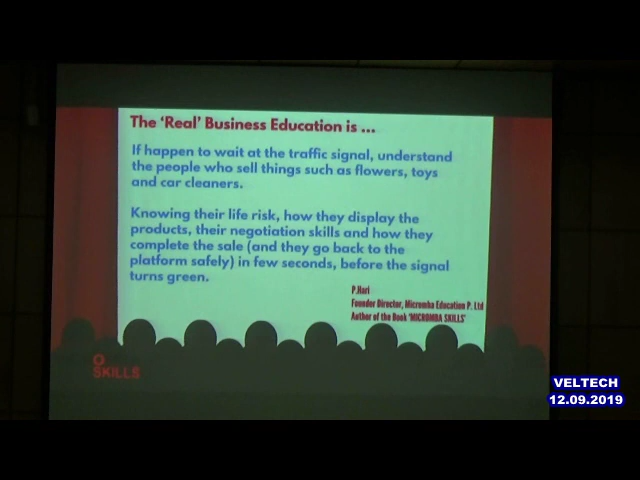 The ‘Real’ Business Education is ...
If happen to wait at the traffic signal, understand
the people who sell things such as flowers, toys
and car cleaners.
Knowing their life risk, how they display the
products, their negotiation skills and how they
complete the sale (and they go back to the
platform safely) in few seconds, before the signal
turns green.
P.Hari
Founder Director, Micromba Education P. Ltd
Author of the Book ‘MICROMBA SKILLS’
SKILLS
VELTECH
12.09.2019